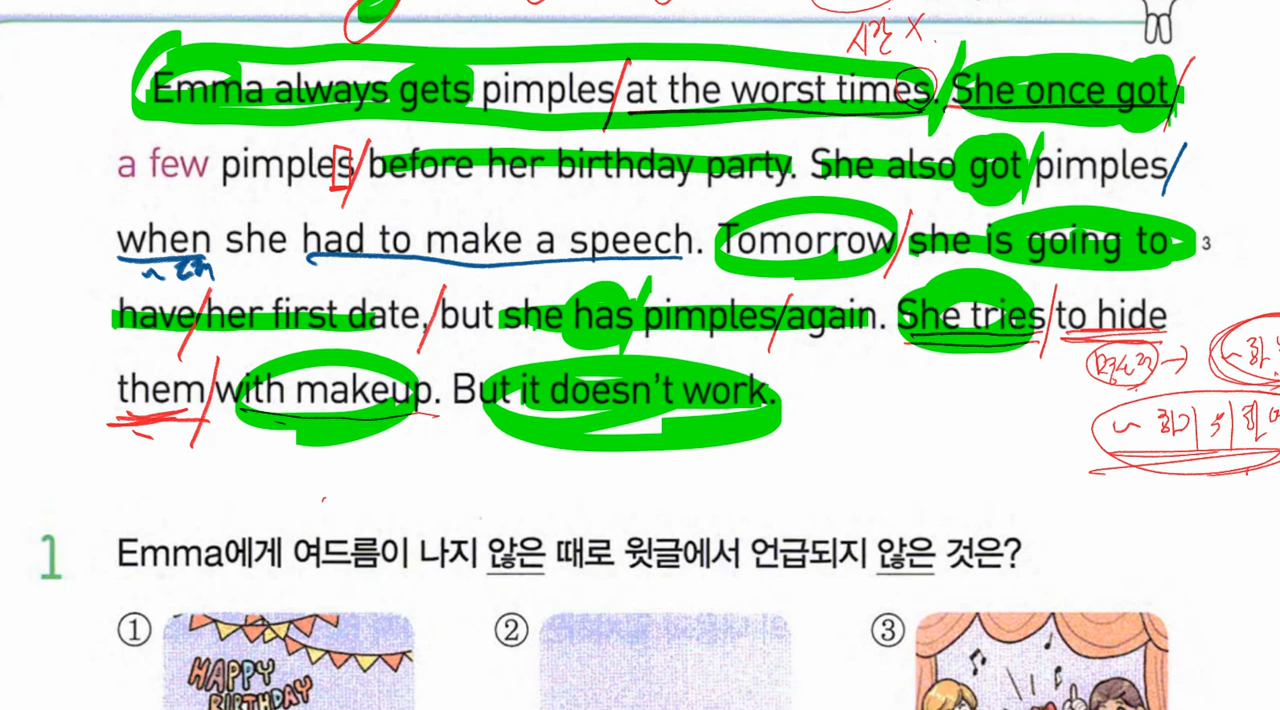 시간 X.
Emma always gets pimples at the worst times. She once got
a few pimples before her birthday party. She also got pimples
when she had to make a speech. Tomorrow she is going to 3
~ 때
have her first date, but she has pimples again. She tries to hide
them with makeup. But it doesn't work.
1 Emma에게 여드름이 나지 않은 때로 윗글에서 언급되지 않은 것은?
① ② ③
HAPPY
BIRTHDAY